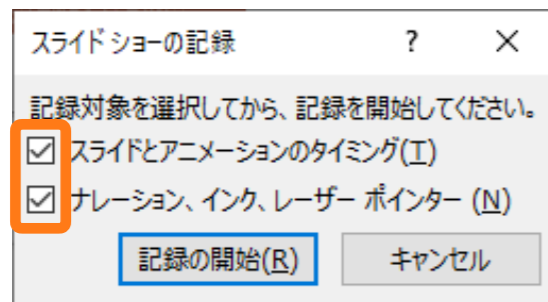 スライド ショーの記録 ? ×
記録対象を選択してから、記録を開始してください。
スライドとアニメーションのタイミング(T)
ナレーション、インク、レーザー ポインター (N)
記録の開始(R) キャンセル